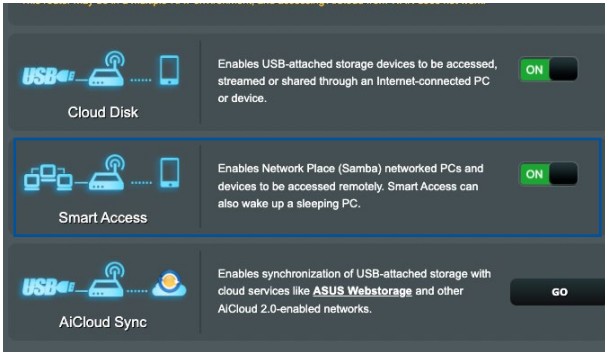 USB
Cloud Disk
Enables USB-attached storage devices to be accessed,
streamed or shared through an Internet-connected PC
or device.
ON
Smart Access
Enables Network Place (Samba) networked PCs and
devices to be accessed remotely. Smart Access can
also wake up a sleeping PC.
ON
USB
AiCloud Sync
Enables synchronization of USB-attached storage with
cloud services like ASUS Webstorage and other
AiCloud 2.0-enabled networks.
GO